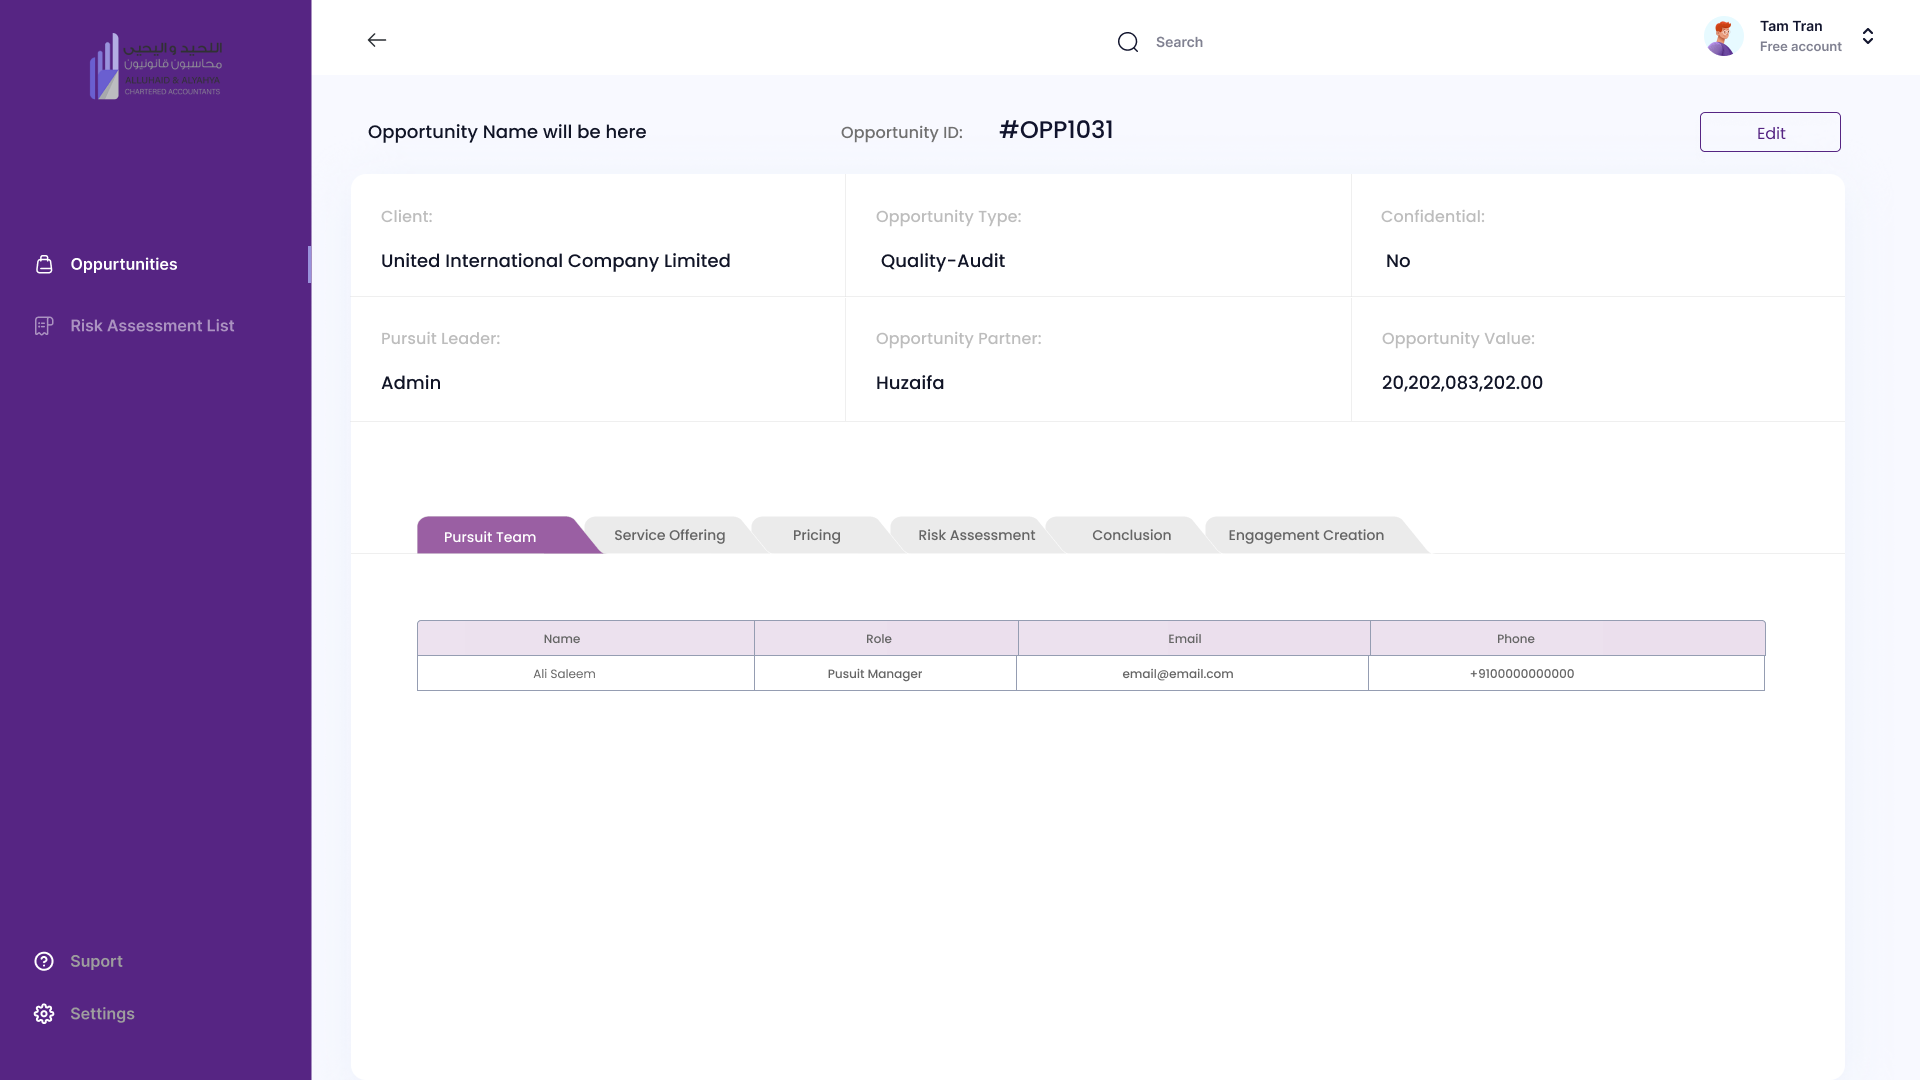 محاسبون قانونيون
CHARTERED ACCOUNTANTS
Oppurtunities
Risk Assessment List
Suport
Settings
Search
Tam Tran
Free account
Opportunity Name will be here
Opportunity ID: #OPP1031
Edit
Client:
United International Company Limited
Opportunity Type:
Quality-Audit
Confidential:
No
Pursuit Leader:
Admin
Opportunity Partner:
Huzaifa
Opportunity Value:
20,202,083,202.00
Pursuit Team Service Offering Pricing Risk Assessment Conclusion Engagement Creation
Name Role Email Phone
Ali Saleem Pusuit Manager email@email.com +9100000000000